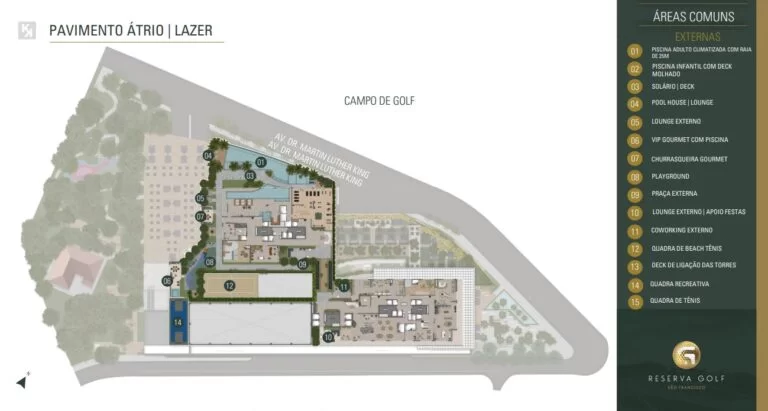 PAVIMENTO ÁTRIO | LAZER
CAMPO DE GOLF
AV. DR. MARTIN LUTHER KING
AV. DR. MARTIN LUTHER KING
04
01
03
05
07
08
09
06
12
11
14
10
ÁREAS COMUNS
EXTERNAS
01 PISCINA ADULTO CLIMATIZADA COM RAIA
DE 25M
02 PISCINA INFANTIL COM DECK
MOLHADO
03 SOLÁRIO | DECK
04 POOL HOUSE | LOUNGE
05 LOUNGE EXTERNO
06 VIP GOURMET COM PISCINA
07 CHURRASQUEIRA GOURMET
08 PLAYGROUND
09 PRAÇA EXTERNA
10 LOUNGE EXTERNO | APOIO FESTAS
11 COWORKING EXTERNO
12 QUADRA DE BEACH TÊNIS
13 DECK DE LIGAÇÃO DAS TORRES
14 QUADRA RECREATIVA
15 QUADRA DE TÊNIS
RESERVA GOLF
SÃO FRANCISCO